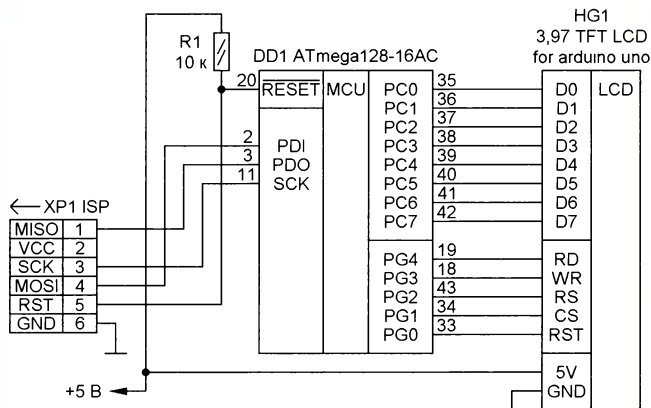 HG1
3,97 TFT LCD
for arduino uno
R1
10 к
DD1 ATmega128-16AC
20 RESET MCU PC0 35 D0 LCD
PC1 36 D1
PC2 37 D2
2 PDI PC3 38 D3
3 PDO PC4 39 D4
11 SCK PC5 40 D5
PC6 41 D6
PC7 42 D7
XP1 ISP
MISO 1
VCC 2
SCK 3
MOSI 4
RST 5
GND 6
PG4 19 RD
PG3 18 WR
PG2 43 RS
PG1 34 CS
PG0 33 RST
5V
+5 В
GND